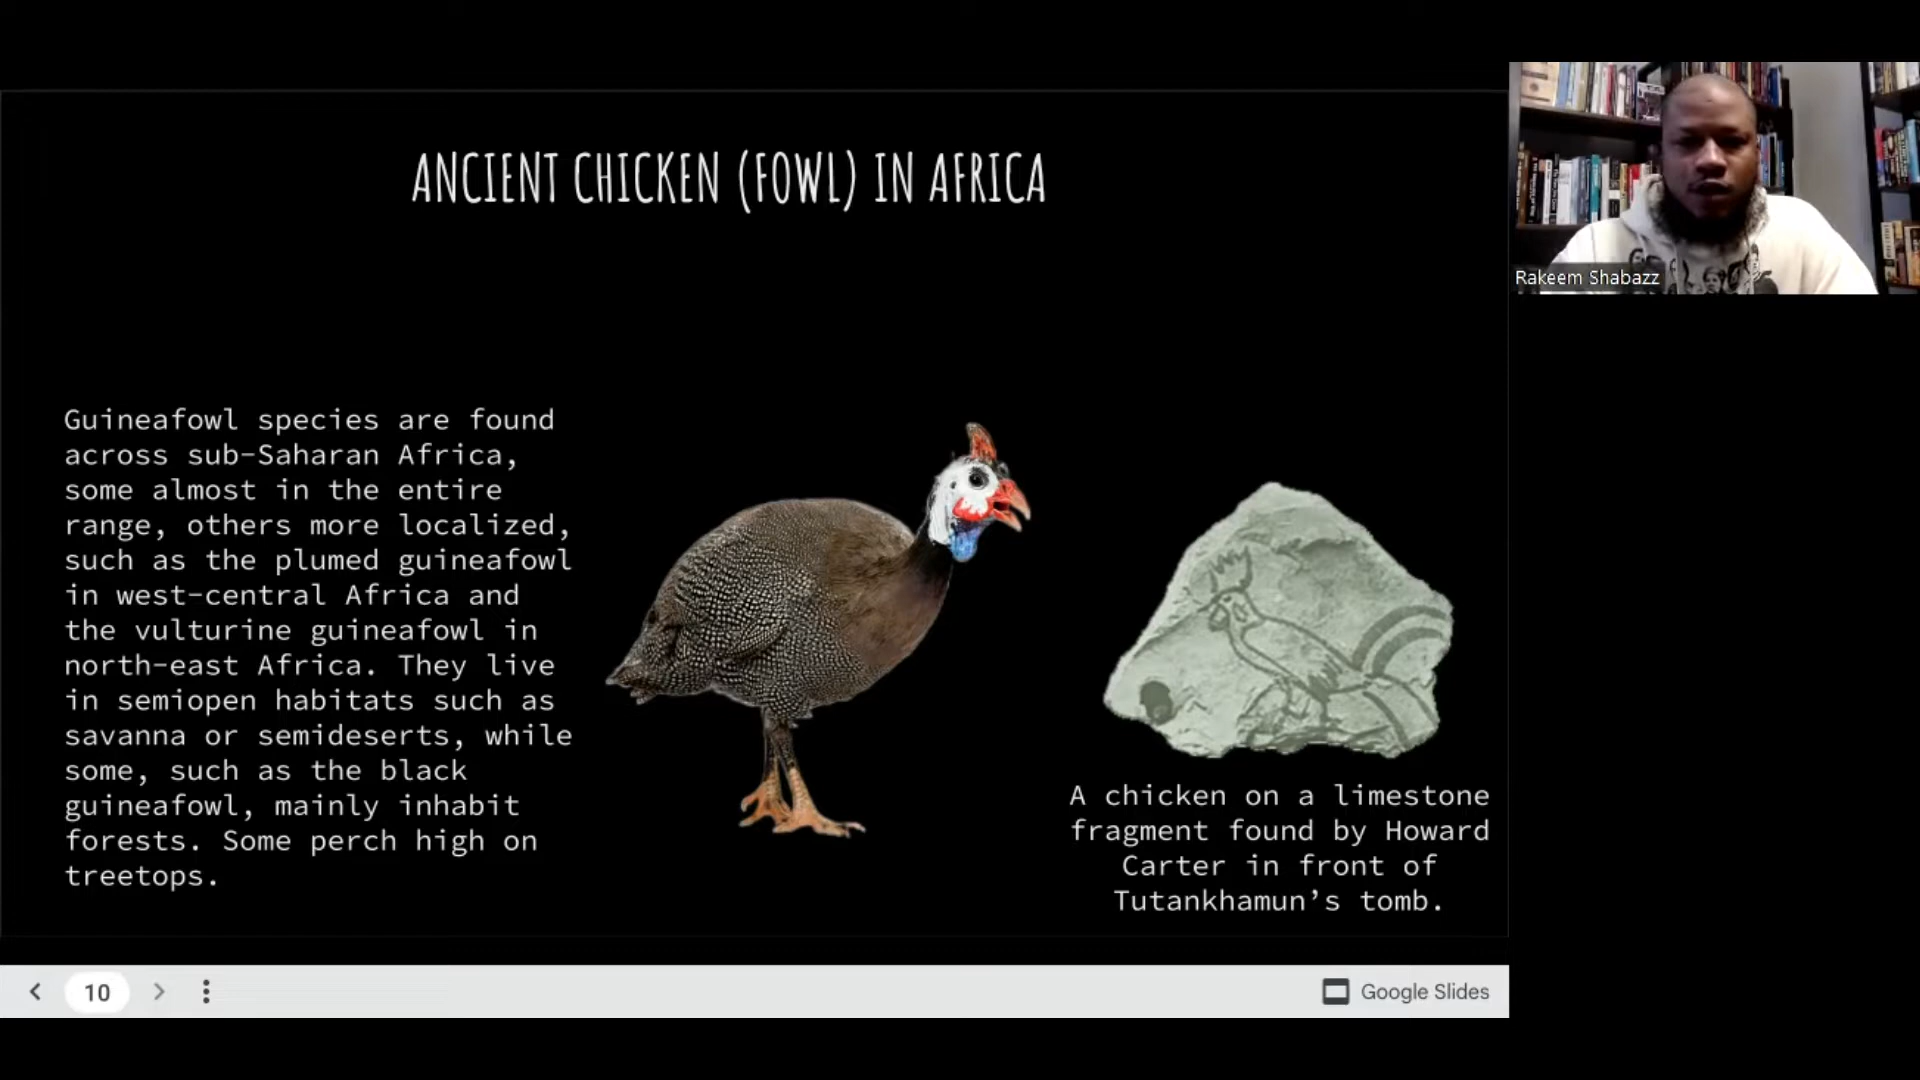 ANCIENT CHICKEN (FOWL) IN AFRICA
Guineafowl species are found
across sub-Saharan Africa,
some almost in the entire
range, others more localized,
such as the plumed guineafowl
in west-central Africa and
the vulturine guineafowl in
north-east Africa. They live
in semiopen habitats such as
savanna or semideserts, while
some, such as the black
guineafowl, mainly inhabit
forests. Some perch high on
treetops.
A chicken on a limestone
fragment found by Howard
Carter in front of
Tutankhamun’s tomb.
Rakeem Shabazz
10
Google Slides